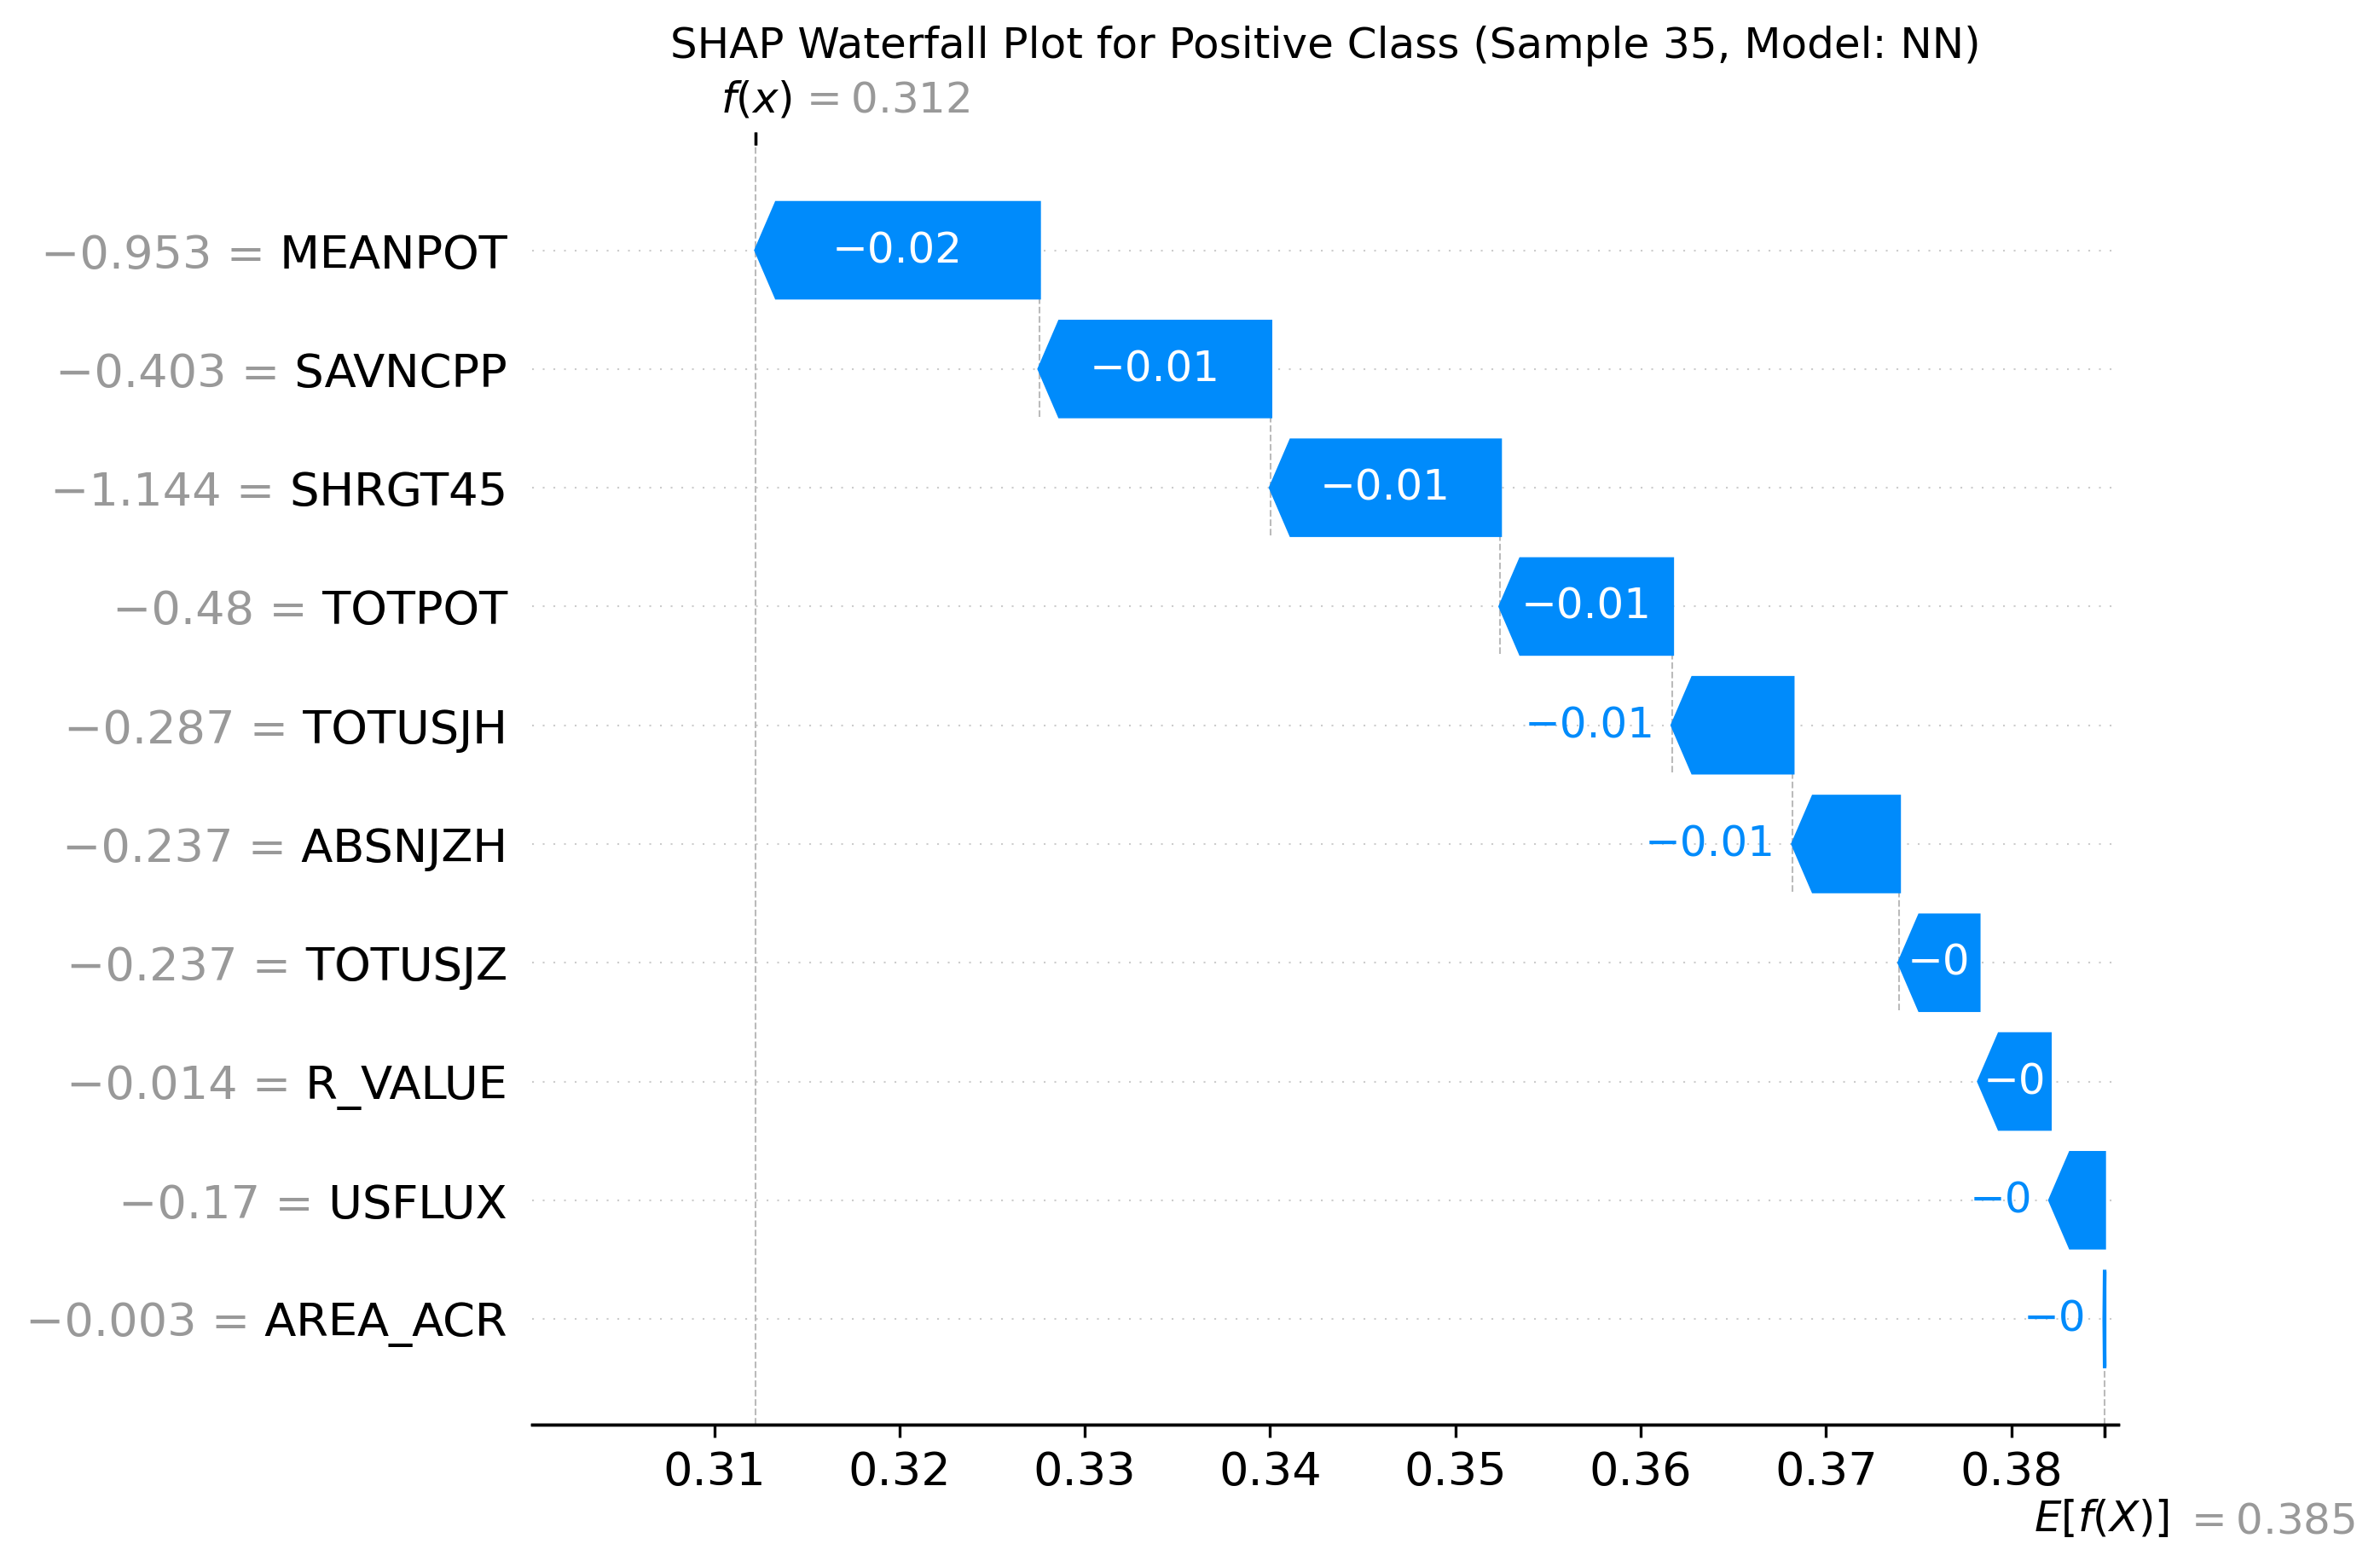 SHAP Waterfall Plot for Positive Class (Sample 35, Model: NN)
f(x) = 0.312
−0.953 = MEANPOT −0.02
−0.403 = SAVNCPP −0.01
−1.144 = SHRGT45 −0.01
−0.48 = TOTPOT −0.01
−0.287 = TOTUSJH −0.01
−0.237 = ABSNJZH −0.01
−0.237 = TOTUSJZ −0
−0.014 = R_VALUE −0
−0.17 = USFLUX −0
−0.003 = AREA_ACR −0
0.31 0.32 0.33 0.34 0.35 0.36 0.37 0.38
E[f(X)] = 0.385